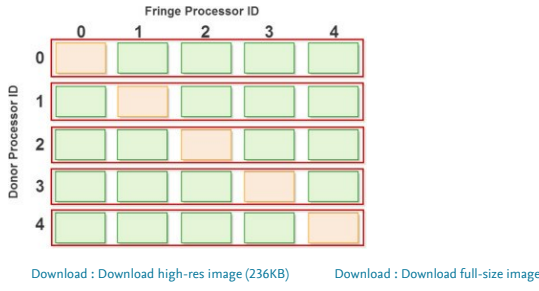 Fringe Processor ID
0 1 2 3 4
Donor Processor ID
0
1
2
3
4
Download : Download high-res image (236KB) Download : Download full-size image